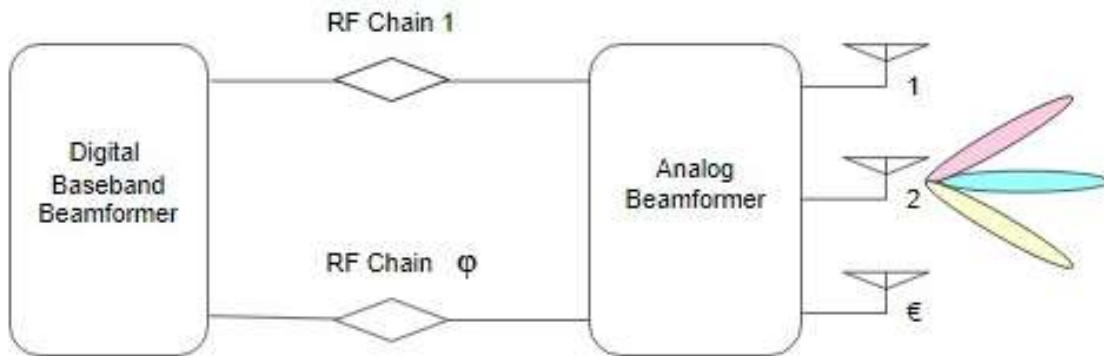 RF Chain 1
Digital
Baseband
Beamformer
Analog
Beamformer
1
2
€
RF Chain φ